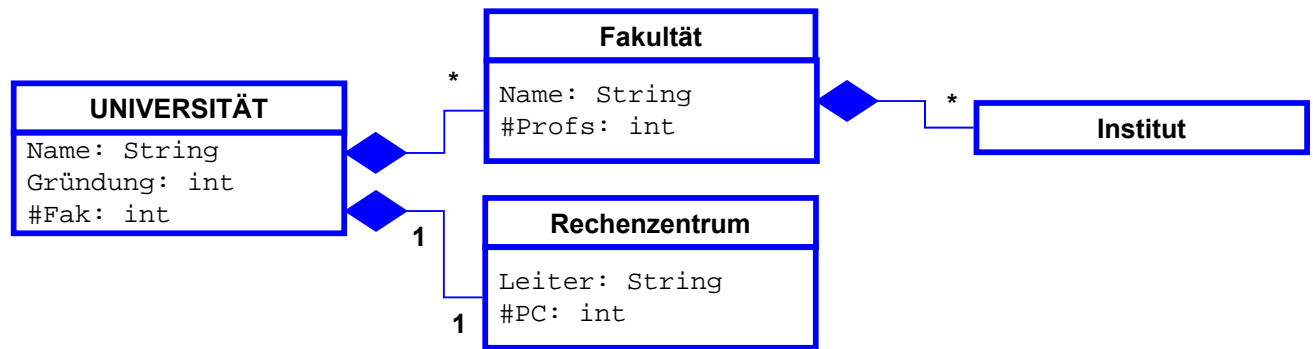 UNIVERSITÄT
Name: String
Gründung: int
#Fak: int
*
Fakultät
Name: String
#Profs: int
*
Institut
1
1
Rechenzentrum
Leiter: String
#PC: int